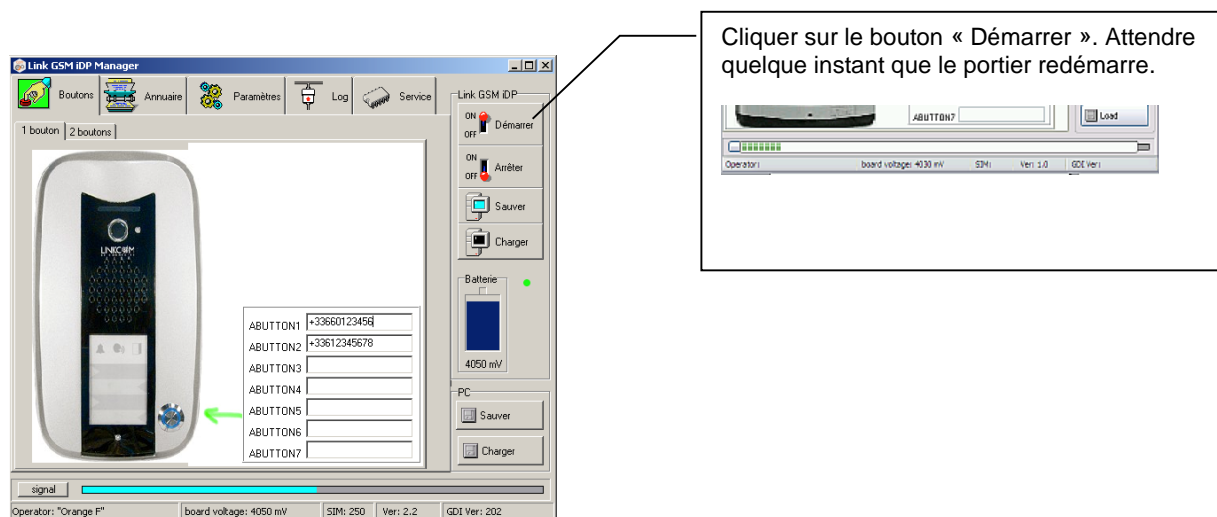 Cliquer sur le bouton « Démarrer ». Attendre
quelque instant que le portier redémarre.
ABUTTON7
Load
Operator:
board voltage: 4030 mV
SIM:
Ver: 1.0
GDI Ver:
Link GSM iDP Manager
Boutons
Annuaire
Paramètres
Log
Service
1 bouton
2 boutons
LINKCOM
ABUTTON1 +33660123456
ABUTTON2 +33612345678
ABUTTON3
ABUTTON4
ABUTTON5
ABUTTON6
ABUTTON7
Link GSM iDP
ON
OFF
Démarrer
ON
OFF
Arrêter
Sauver
Charger
Batterie
4050 mV
PC
Sauver
Charger
signal
Operator: "Orange F"
board voltage: 4050 mV
SIM: 250
Ver: 2.2
GDI Ver: 202